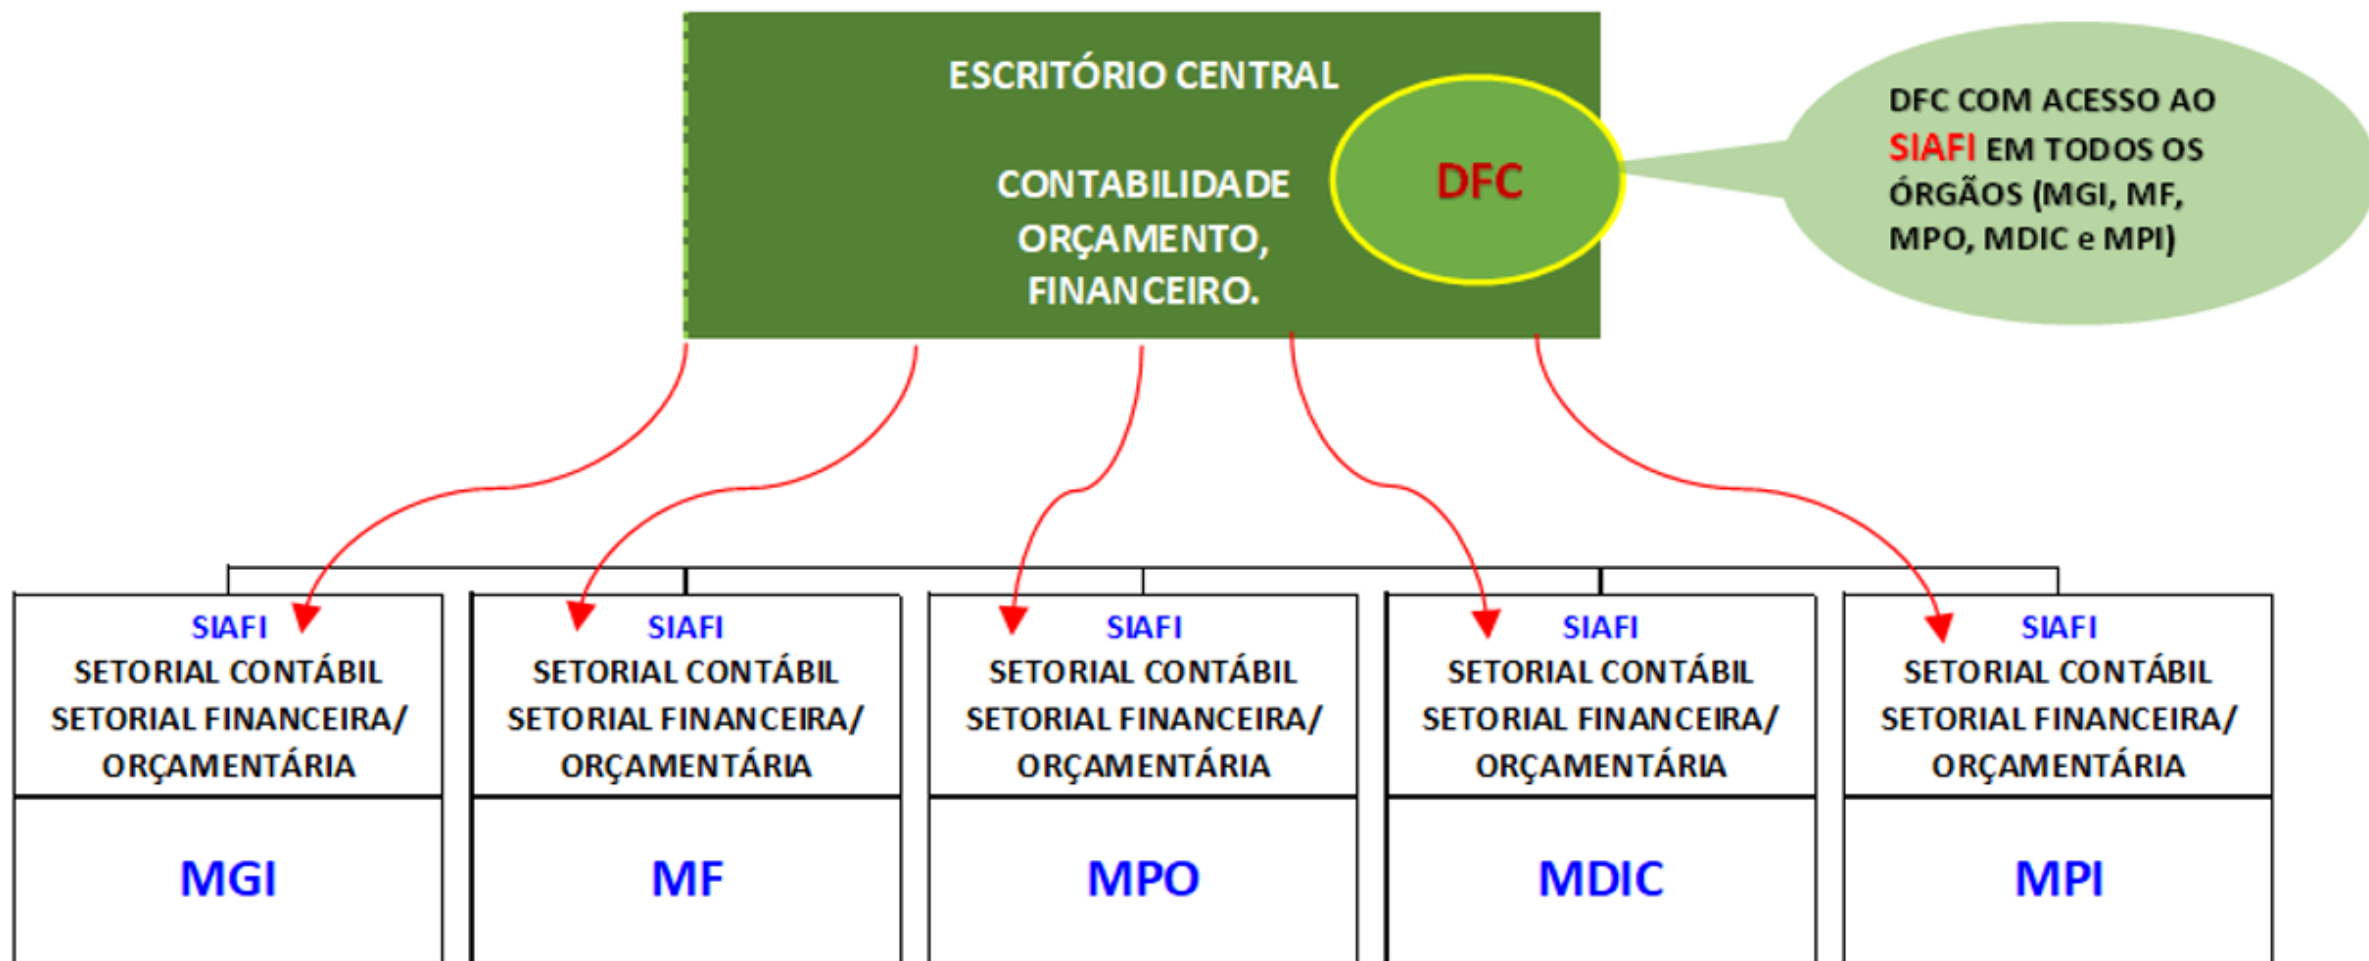 ESCRITÓRIO CENTRAL
CONTABILIDADE
ORÇAMENTO,
FINANCEIRO.
DFC
DFC COM ACESSO AO
SIAFI EM TODOS OS
ÓRGÃOS (MGI, MF,
MPO, MDIC e MPI)
SIAFI
SETORIAL CONTÁBIL
SETORIAL FINANCEIRA/
ORÇAMENTÁRIA
MGI
SIAFI
SETORIAL CONTÁBIL
SETORIAL FINANCEIRA/
ORÇAMENTÁRIA
MF
SIAFI
SETORIAL CONTÁBIL
SETORIAL FINANCEIRA/
ORÇAMENTÁRIA
MPO
SIAFI
SETORIAL CONTÁBIL
SETORIAL FINANCEIRA/
ORÇAMENTÁRIA
MDIC
SIAFI
SETORIAL CONTÁBIL
SETORIAL FINANCEIRA/
ORÇAMENTÁRIA
MPI